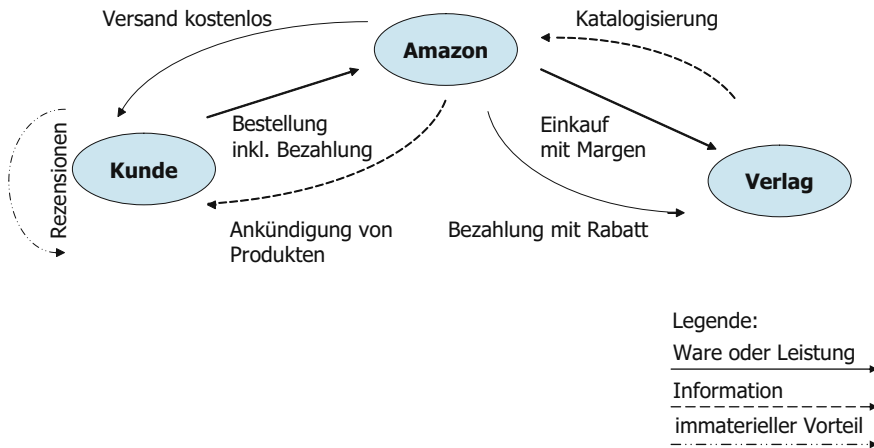 Versand kostenlos
Katalogisierung
Amazon
Bestellung
inkl. Bezahlung
Einkauf
mit Margen
Rezensionen
Kunde
Verlag
Ankündigung von
Produkten
Bezahlung mit Rabatt
Legende:
Ware oder Leistung
Information
immaterieller Vorteil